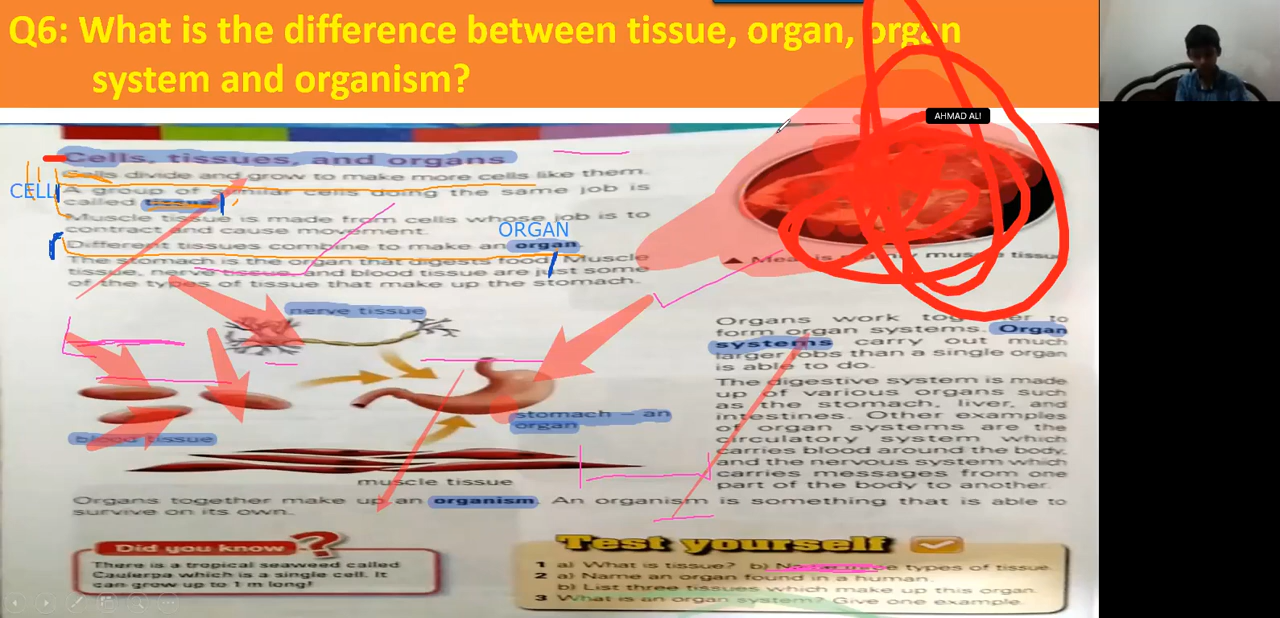 Q6: What is the difference between tissue, organ, organ
system and organism?
AHMAD ALI
Cells, tissues, and organs
Cells divide and grow to make more cells like them.
CELL
A group of similar cells doing the same job is
called tissue
Muscle tissue is made from cells whose job is to
contract and cause movement.
ORGAN
Different tissues combine to make an organ.
The stomach is the organ that digests food. Muscle
tissue, nerve tissue, and blood tissue are just some
of the types of tissue that make up the stomach.
nerve tissue
stomach – an
organ
blood tissue
muscle tissue
Meat is mainly muscle tissue
Organs work together to
form organ systems. Organ
systems carry out much
larger jobs than a single organ
is able to do.
The digestive system is made
up of various organs such
as the stomach, liver, and
intestines. Other examples
of organ systems are the
circulatory system which
carries blood around the body,
and the nervous system which
carries messages from one
part of the body to another.
Organs together make up an organism. An organism is something that is able to
survive on its own.
Did you know ?
There is a tropical seaweed called
Caulerpa which is a single cell. It
can grow up to 1 m long!
Test yourself
1 a) What is tissue? b) types of tissue.
2 a) Name an organ found in a human.
b) List three tissues which make up this organ.
3 What is an organ system? Give one example.